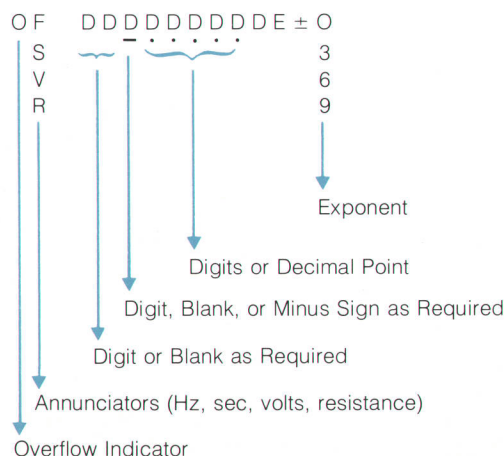 O F D D D D D D D D D E ± O
S 3
V 6
R 9
Exponent
Digits or Decimal Point
Digit, Blank, or Minus Sign as Required
Digit or Blank as Required
Annunciators (Hz, sec, volts, resistance)
Overflow Indicator